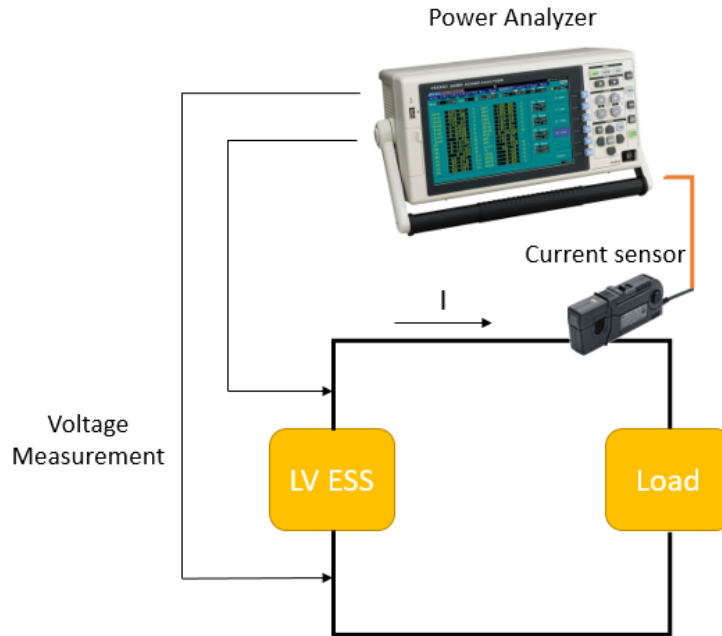 Power Analyzer
Current sensor
I
Voltage
Measurement
LV ESS
Load